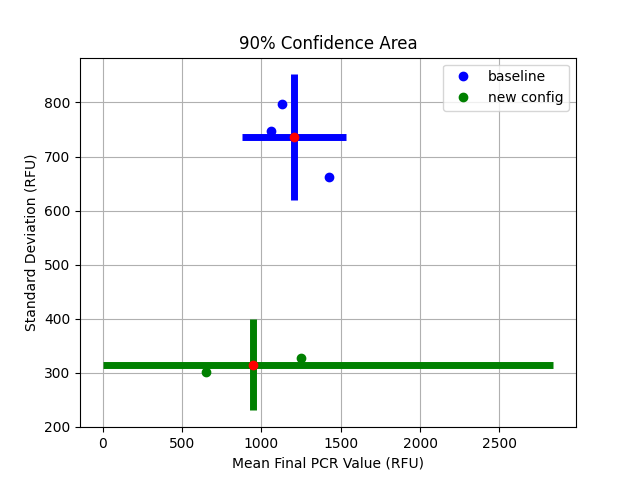 90% Confidence Area
baseline
new config
800
700
600
500
400
300
200
Standard Deviation (RFU)
0
500
1000
1500
2000
2500
Mean Final PCR Value (RFU)